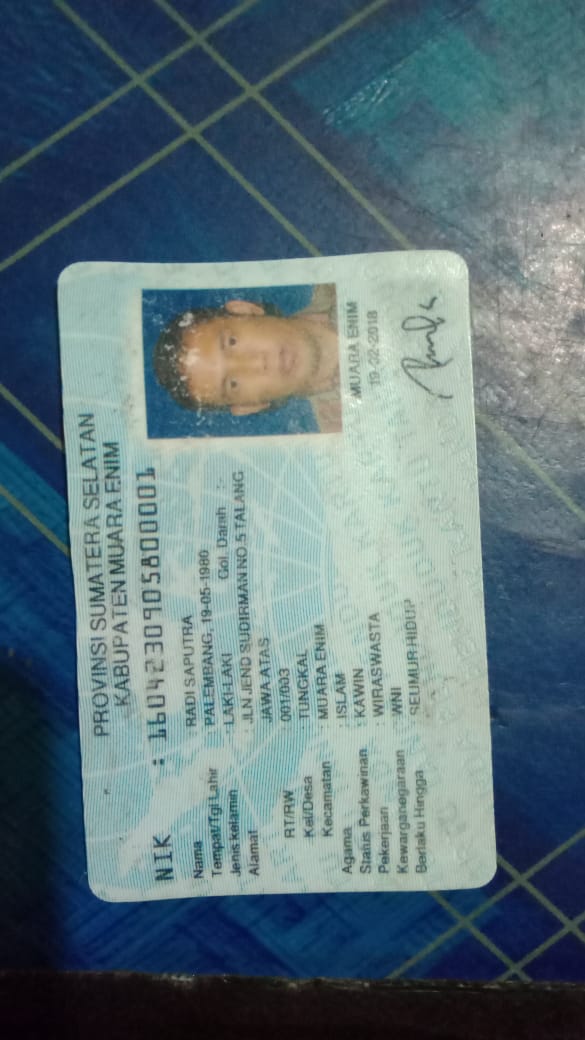 PROVINSI SUMATERA SELATAN
KABUPATEN MUARA ENIM
NIK : 1604230905800001
Nama : RADI SAPUTRA
Tempat/Tgl Lahir : PALEMBANG, 19-05-1980
Jenis kelamin : LAKI-LAKI Gol. Darah :-
Alamat : JLN JEND SUDIRMAN NO.5 TALANG
JAWA ATAS
RT/RW : 001/003
Kel/Desa : TUNGKAL
Kecamatan : MUARA ENIM
Agama : ISLAM
Status Perkawinan : KAWIN
Pekerjaan : WIRASWASTA
Kewarganegaraan : WNI
Berlaku Hingga : SEUMUR HIDUP
MUARA ENIM
19-02-2018